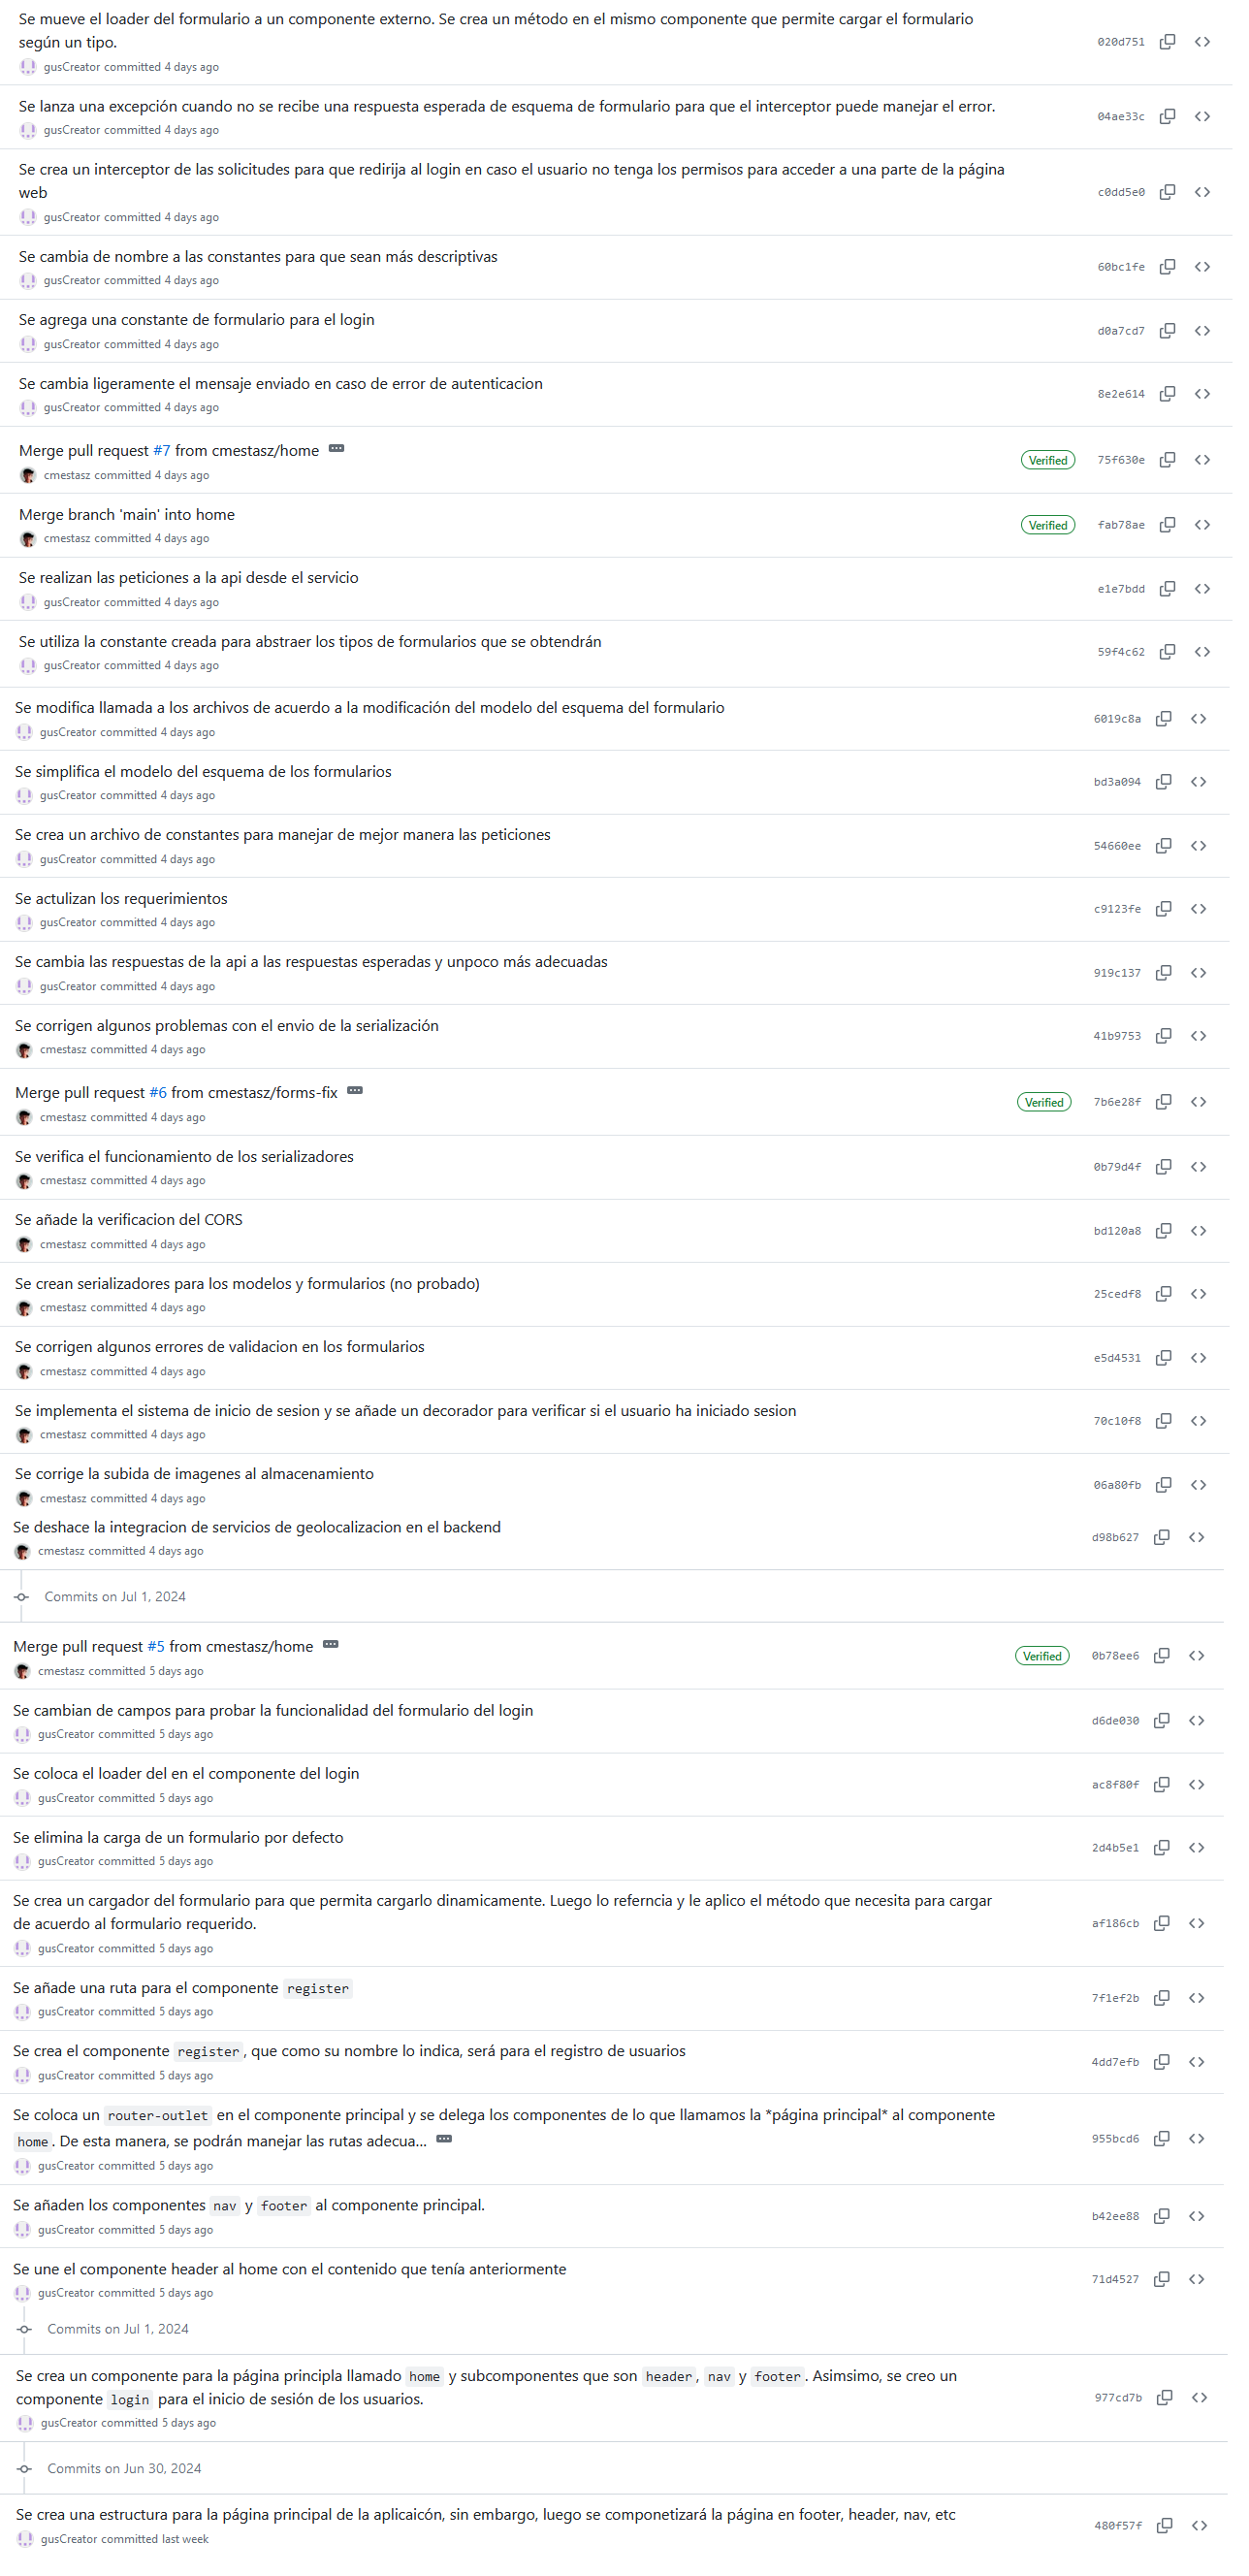 Se mueve el loader del formulario a un componente externo. Se crea un método en el mismo componente que permite cargar el formulario
según un tipo.
020d751
gusCreator committed 4 days ago
Se lanza una excepción cuando no se recibe una respuesta esperada de esquema de formulario para que el interceptor puede manejar el error.
04ae33c
gusCreator committed 4 days ago
Se crea un interceptor de las solicitudes para que redirija al login en caso el usuario no tenga los permisos para acceder a una parte de la página
web
c0dd5e0
gusCreator committed 4 days ago
Se cambia de nombre a las constantes para que sean más descriptivas
60bc1fe
gusCreator committed 4 days ago
Se agrega una constante de formulario para el login
d0a7cd7
gusCreator committed 4 days ago
Se cambia ligeramente el mensaje enviado en caso de error de autenticacion
8e2e614
gusCreator committed 4 days ago
Merge pull request #7 from cmestasz/home
Verified 75f630e
cmestasz committed 4 days ago
Merge branch 'main' into home
Verified fab78ae
cmestasz committed 4 days ago
Se realizan las peticiones a la api desde el servicio
e1e7bdd
gusCreator committed 4 days ago
Se utiliza la constante creada para abstraer los tipos de formularios que se obtendrán
59f4c62
gusCreator committed 4 days ago
Se modifica llamada a los archivos de acuerdo a la modificación del modelo del esquema del formulario
6019c8a
gusCreator committed 4 days ago
Se simplifica el modelo del esquema de los formularios
bd3a094
gusCreator committed 4 days ago
Se crea un archivo de constantes para manejar de mejor manera las peticiones
54660ee
gusCreator committed 4 days ago
Se actulizan los requerimientos
c9123fe
gusCreator committed 4 days ago
Se cambia las respuestas de la api a las respuestas esperadas y unpoco más adecuadas
919c137
gusCreator committed 4 days ago
Se corrigen algunos problemas con el envio de la serialización
41b9753
cmestasz committed 4 days ago
Merge pull request #6 from cmestasz/forms-fix
Verified 7b6e28f
cmestasz committed 4 days ago
Se verifica el funcionamiento de los serializadores
0b79d4f
cmestasz committed 4 days ago
Se añade la verificacion del CORS
bd120a8
cmestasz committed 4 days ago
Se crean serializadores para los modelos y formularios (no probado)
25cedf8
cmestasz committed 4 days ago
Se corrigen algunos errores de validacion en los formularios
e5d4531
cmestasz committed 4 days ago
Se implementa el sistema de inicio de sesion y se añade un decorador para verificar si el usuario ha iniciado sesion
70c10f8
cmestasz committed 4 days ago
Se corrige la subida de imagenes al almacenamiento
06a80fb
cmestasz committed 4 days ago
Se deshace la integracion de servicios de geolocalizacion en el backend
d98b627
cmestasz committed 4 days ago
Commits on Jul 1, 2024
Merge pull request #5 from cmestasz/home
Verified 0b78ee6
cmestasz committed 5 days ago
Se cambian de campos para probar la funcionalidad del formulario del login
d6de030
gusCreator committed 5 days ago
Se coloca el loader del en el componente del login
ac8f80f
gusCreator committed 5 days ago
Se elimina la carga de un formulario por defecto
2d4b5e1
gusCreator committed 5 days ago
Se crea un cargador del formulario para que permita cargarlo dinamicamente. Luego lo referncia y le aplico el método que necesita para cargar
de acuerdo al formulario requerido.
af186cb
gusCreator committed 5 days ago
Se añade una ruta para el componente register
7f1ef2b
gusCreator committed 5 days ago
Se crea el componente register, que como su nombre lo indica, será para el registro de usuarios
4dd7efb
gusCreator committed 5 days ago
Se coloca un router-outlet en el componente principal y se delega los componentes de lo que llamamos la *página principal* al componente
home. De esta manera, se podrán manejar las rutas adecua...
955bcd6
gusCreator committed 5 days ago
Se añaden los componentes nav y footer al componente principal.
b42ee88
gusCreator committed 5 days ago
Se une el componente header al home con el contenido que tenía anteriormente
71d4527
gusCreator committed 5 days ago
Commits on Jul 1, 2024
Se crea un componente para la página principla llamado home y subcomponentes que son header, nav y footer. Asimsimo, se creo un
componente login para el inicio de sesión de los usuarios.
977cd7b
gusCreator committed 5 days ago
Commits on Jun 30, 2024
Se crea una estructura para la página principal de la aplicaicón, sin embargo, luego se componetizará la página en footer, header, nav, etc
480f57f
gusCreator committed last week